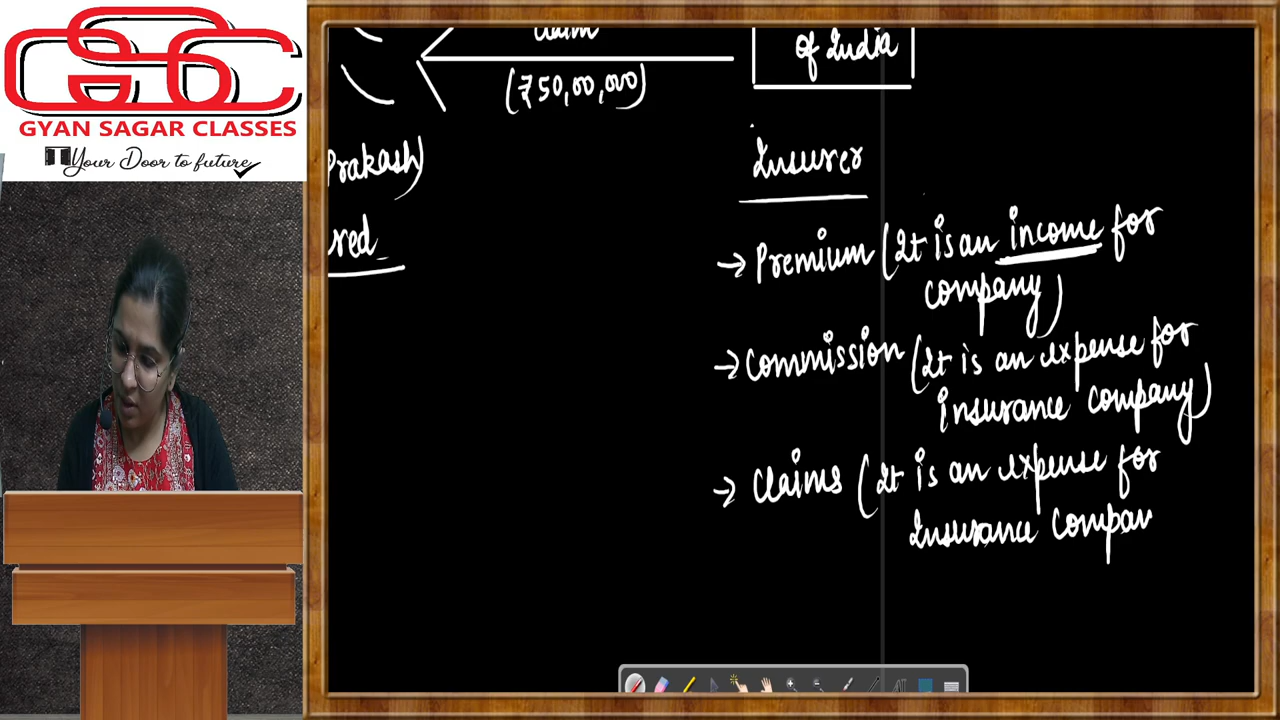 GSC
GYAN SAGAR CLASSES
Your Door to future
claim
of India
(₹50,00,000)
Prakash)
red
Insurer
→ Premium (It is an income for
company)
→ Commission (It is an expense for
insurance company)
→ Claims (It is an expense for
Insurance Compan